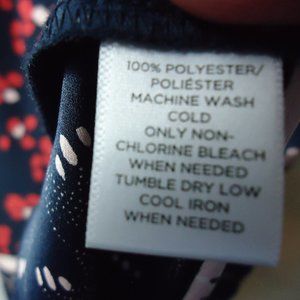 100% POLYESTER/
POLIÉSTER
MACHINE WASH
COLD
ONLY NON-
CHLORINE BLEACH
WHEN NEEDED
TUMBLE DRY LOW
COOL IRON
WHEN NEEDED